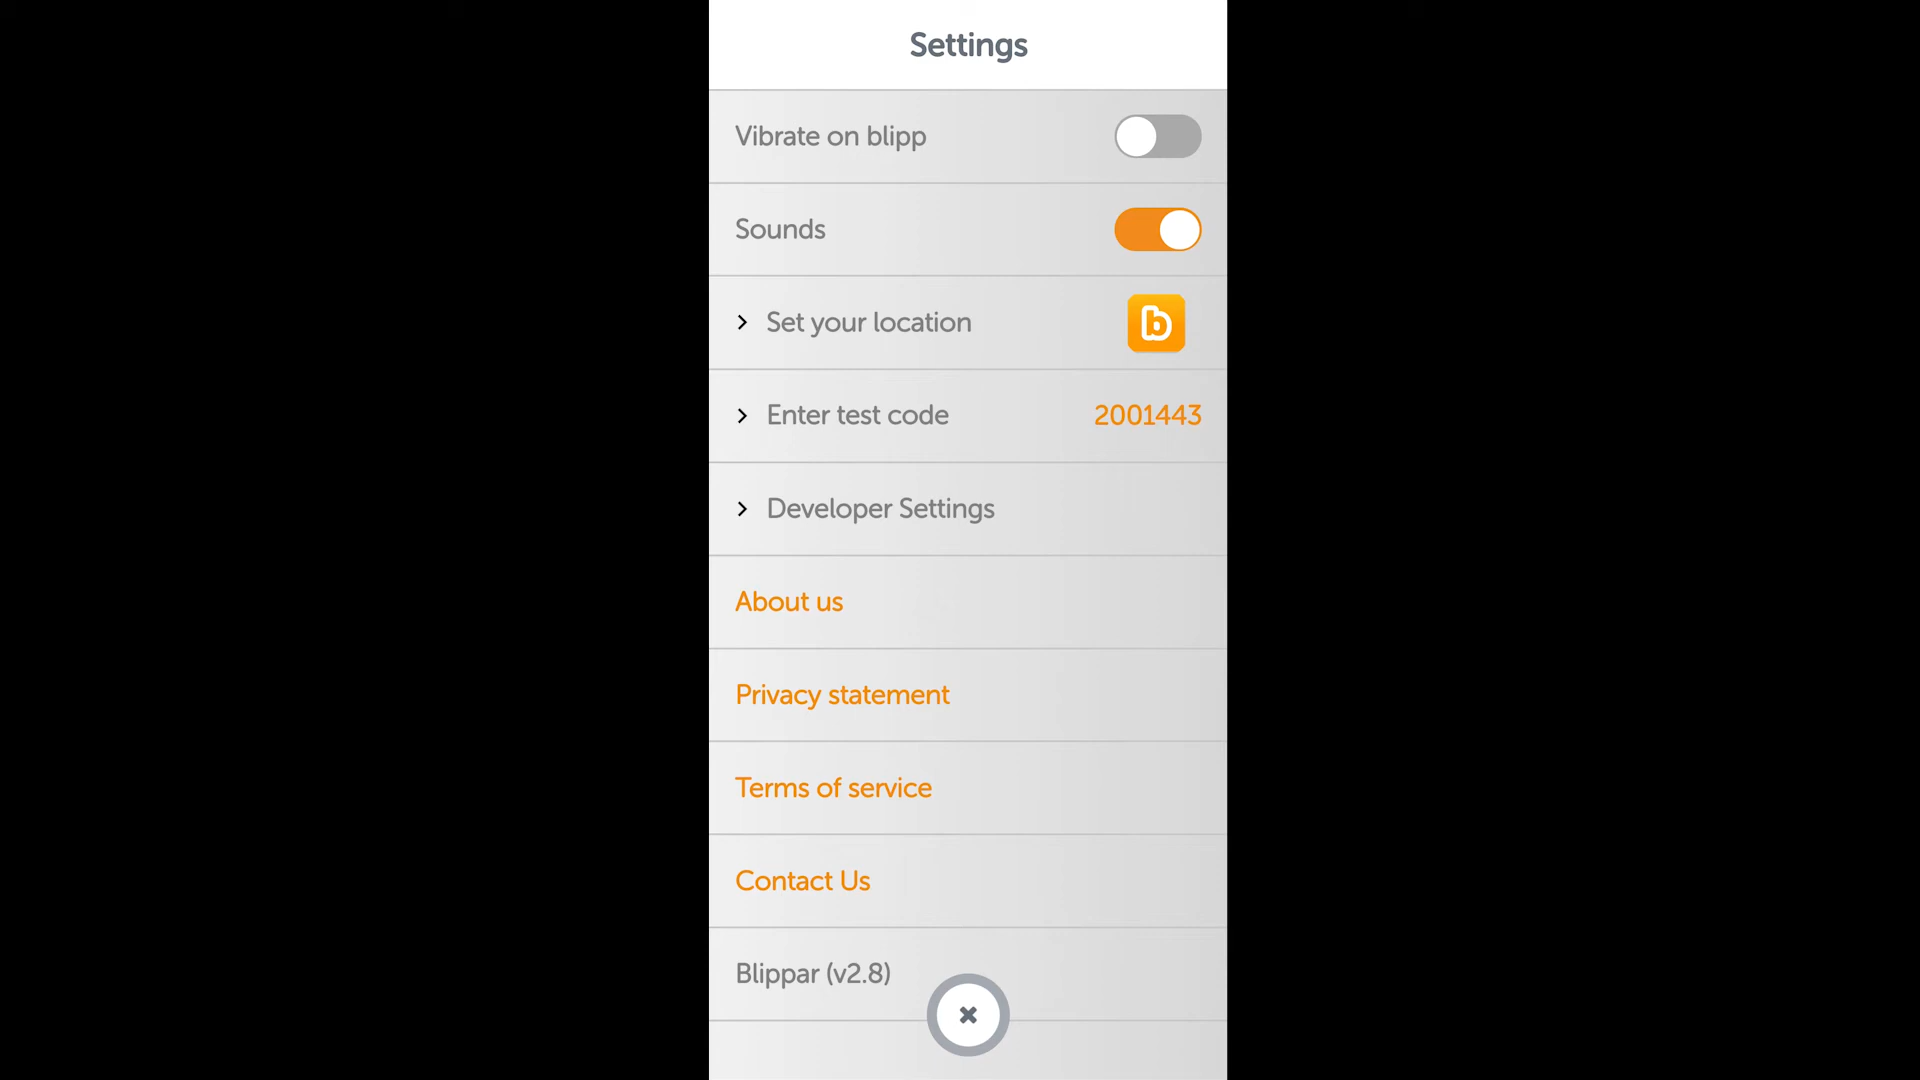 Settings
Vibrate on blipp
Sounds
Set your location
b
Enter test code 2001443
Developer Settings
About us
Privacy statement
Terms of service
Contact Us
Blippar (v2.8)